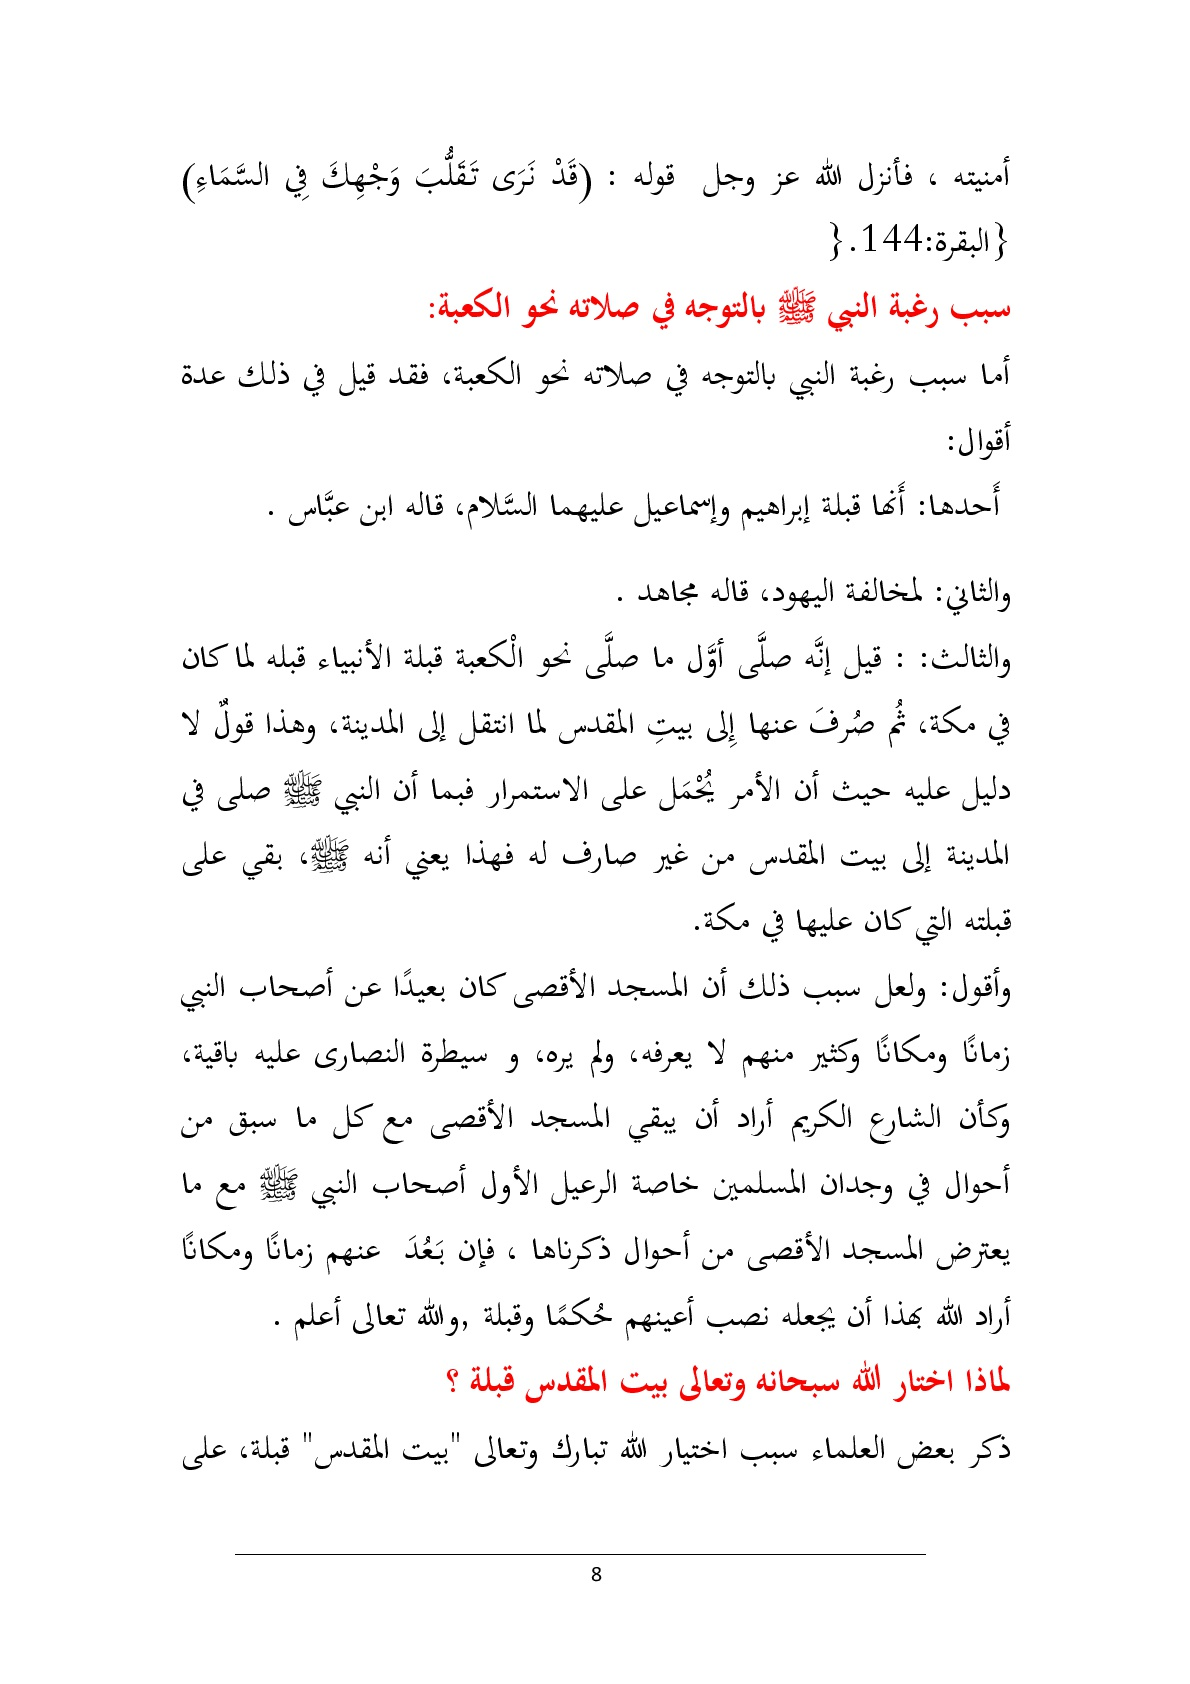 أمنيته ، فأنزل الله عز وجل قوله : (قَدْ نَرَى تَقَلُّبَ وَجْهِكَ فِي السَّمَاءِ)
{البقرة:144.{
سبب رغبة النبي ﷺ بالتوجه في صلاته نحو الكعبة:
أما سبب رغبة النبي بالتوجه في صلاته نحو الكعبة، فقد قيل في ذلك عدة
أقوال:
أَحدها: أَنها قبلة إبراهيم وإسماعيل عليهما السَّلام، قاله ابن عبَّاس .
والثاني: لمخالفة اليهود، قاله مجاهد .
والثالث: : قيل إنَّه صلَّى أوَّل ما صلَّى نحو الْكعبة قبلة الأنبياء قبله لما كان
في مكة، ثُم صُرفَ عنها إِلى بيتِ المقدس لما انتقل إلى المدينة، وهذا قولٌ لا
دليل عليه حيث أن الأمر يُحْمَل على الاستمرار فبما أن النبي ﷺ صلى في
المدينة إلى بيت المقدس من غير صارف له فهذا يعني أنه ﷺ، بقي على
قبلته التي كان عليها في مكة.
وأقول: ولعل سبب ذلك أن المسجد الأقصى كان بعيدًا عن أصحاب النبي
زمانًا ومكانًا وكثير منهم لا يعرفه، ولم يره، و سيطرة النصارى عليه باقية،
وكأن الشارع الكريم أراد أن يبقي المسجد الأقصى مع كل ما سبق من
أحوال في وجدان المسلمين خاصة الرعيل الأول أصحاب النبي ﷺ مع ما
يعترض المسجد الأقصى من أحوال ذكرناها ، فإن بَعُدَ عنهم زمانًا ومكانًا
أراد الله بهذا أن يجعله نصب أعينهم حُكمًا وقبلة ,والله تعالى أعلم .
لماذا اختار الله سبحانه وتعالى بيت المقدس قبلة ؟
ذكر بعض العلماء سبب اختيار الله تبارك وتعالى "بيت المقدس" قبلة، على
8